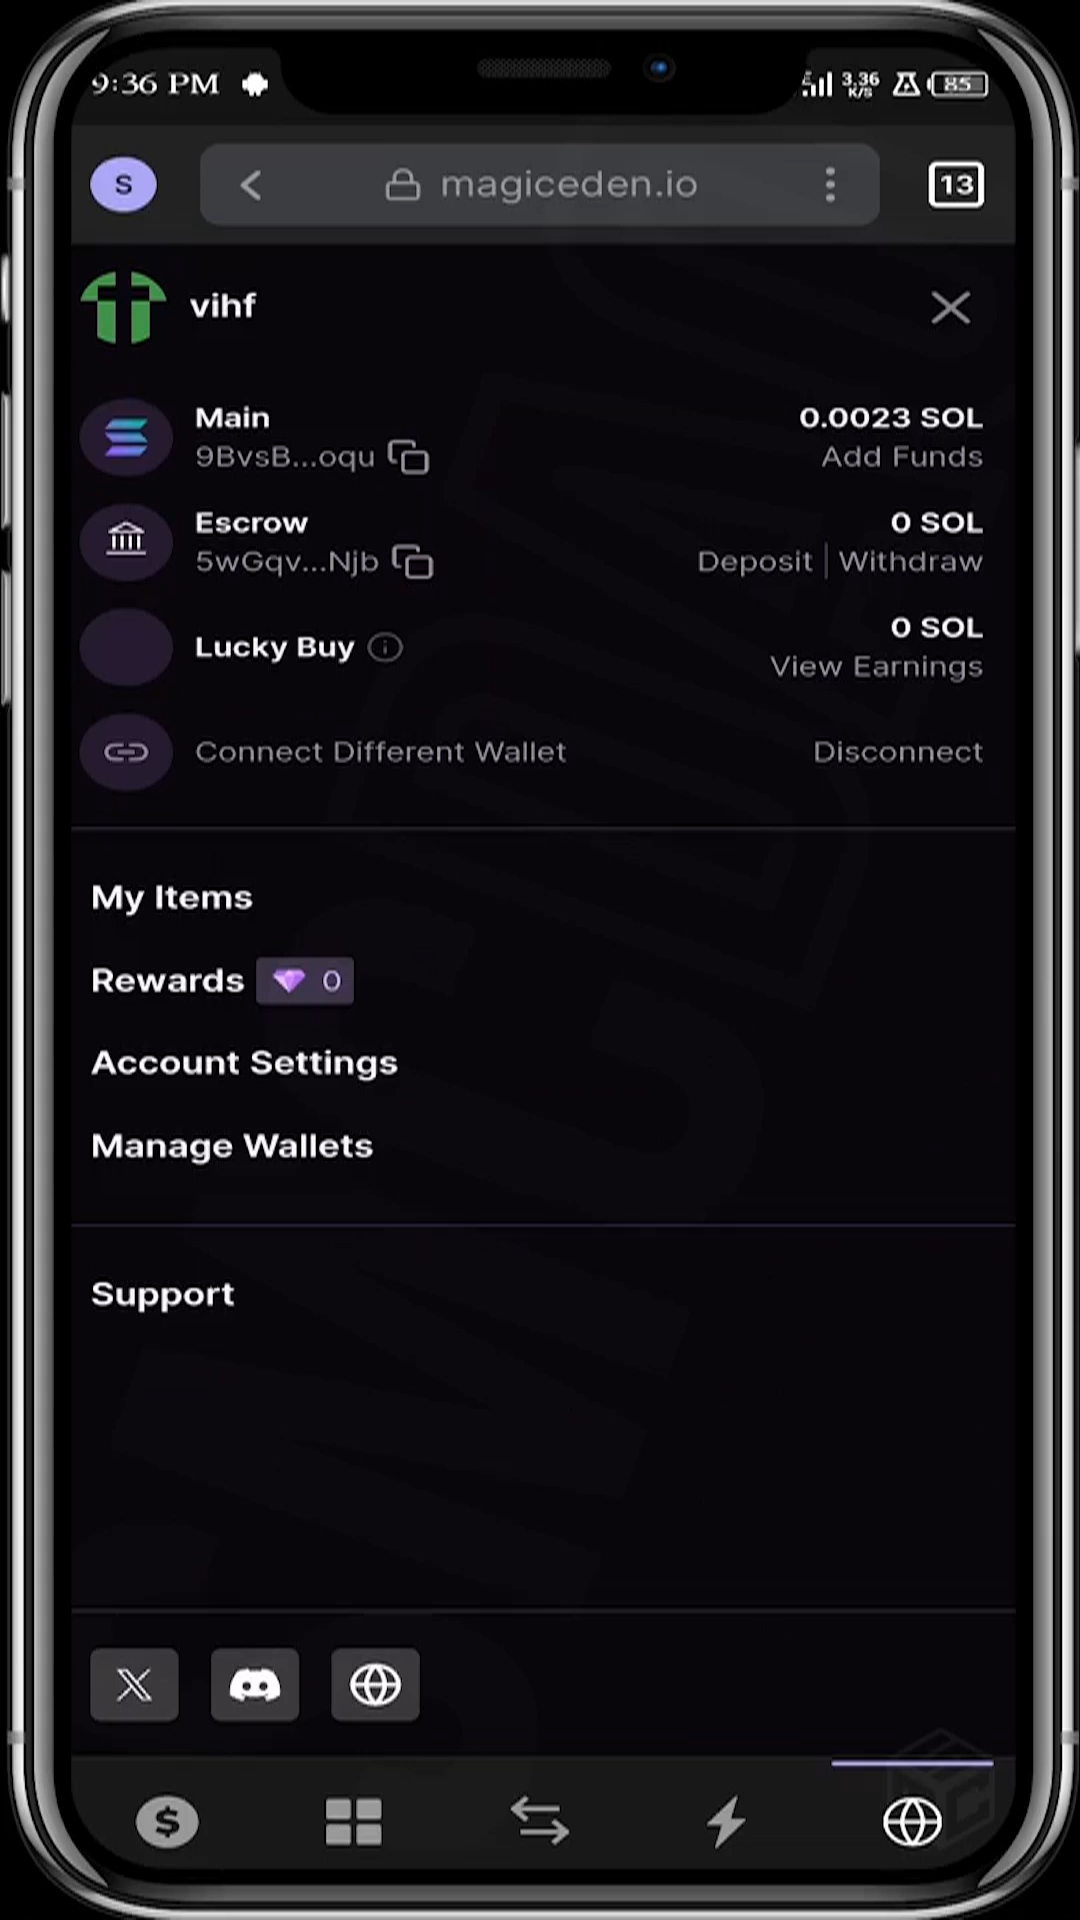 9:36 PM
3.36 K/S
85
S
magiceden.io
13
vihf
Main
0.0023 SOL
9BvsB...oqu
Add Funds
Escrow
0 SOL
5wGqv...Njb
Deposit | Withdraw
Lucky Buy
0 SOL
View Earnings
Connect Different Wallet
Disconnect
My Items
Rewards 0
Account Settings
Manage Wallets
Support